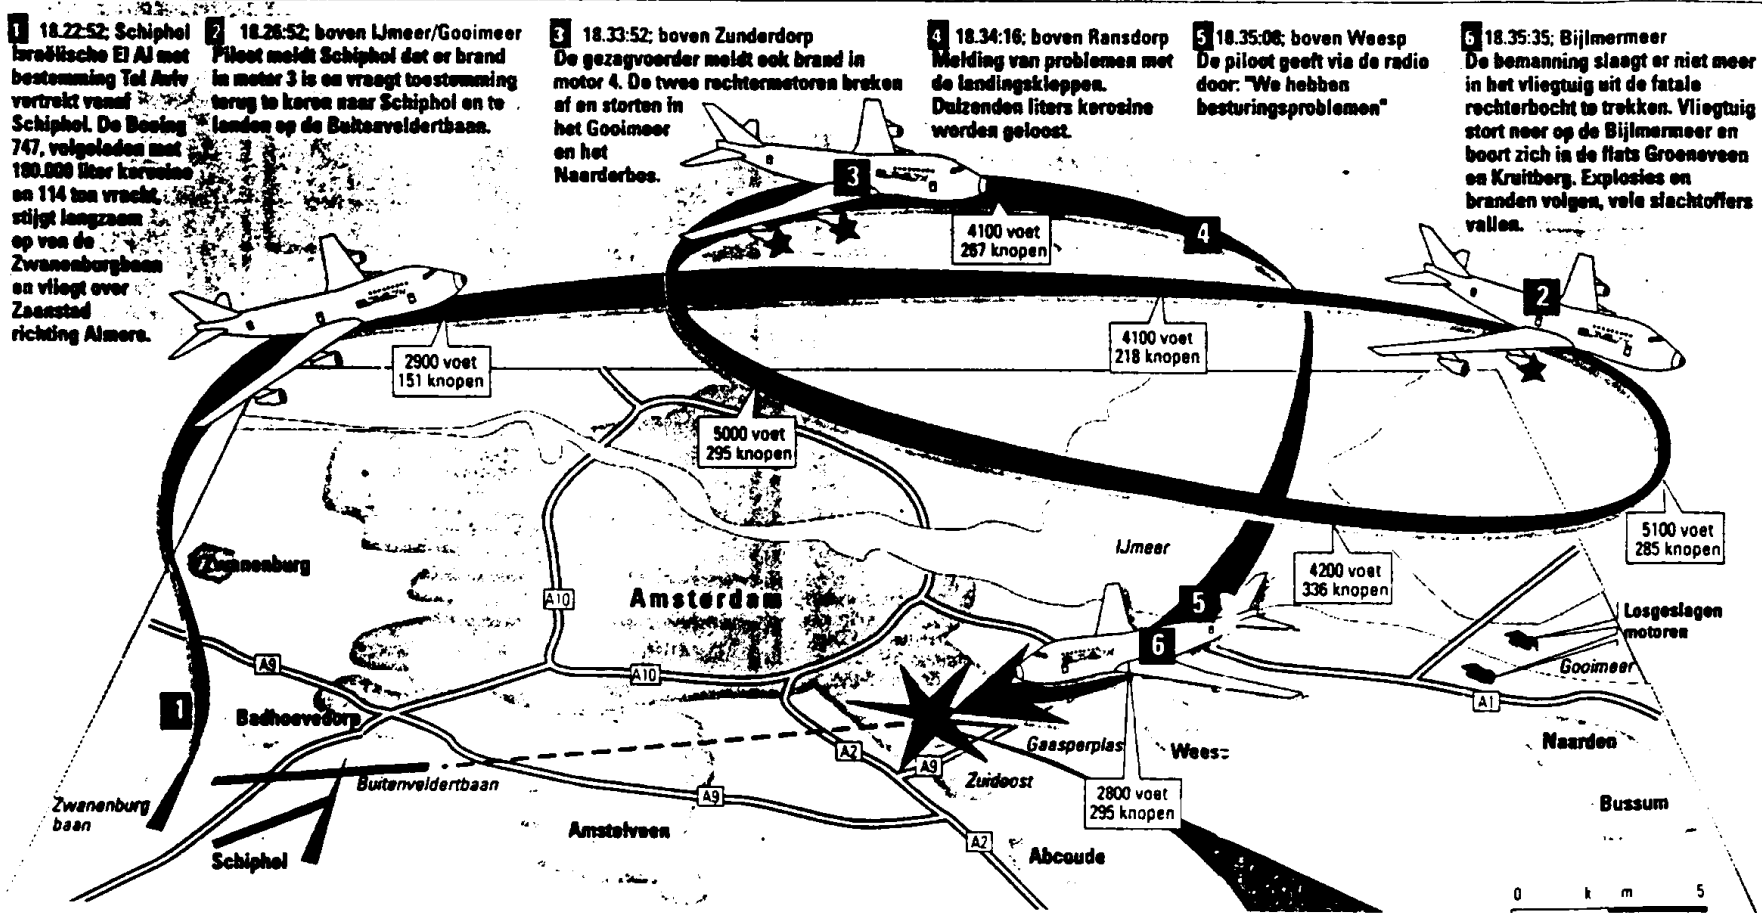 1 18.22:52; Schiphol
Israëlische El Al met
bestemming Tel Aviv
vertrekt vanaf
Schiphol. De Boeing
747, volgeladen met
180.000 liter kerosine
en 114 ton vracht,
stijgt langzaam
op van de
Zwanenburgbaan
en vliegt over
Zaanstad
richting Almere.
2 18.26:52; boven IJmeer/Gooimeer
Piloot meldt Schiphol dat er brand
in motor 3 is en vraagt toestemming
terug te keren naar Schiphol en te
landen op de Buitenveldertbaan.
3 18.33:52; boven Zunderdorp
De gezagvoerder meldt ook brand in
motor 4. De twee rechtermotoren breken
af en storten in
het Gooimeer
en het
Naarderbos.
4 18.34:16; boven Ransdorp
Melding van problemen met
de landingskleppen.
Duizenden liters kerosine
worden geloost.
5 18.35:08; boven Weesp
De piloot geeft via de radio
door: "We hebben
besturingsproblemen"
6 18.35:35; Bijlmermeer
De bemanning slaagt er niet meer
in het vliegtuig uit de fatale
rechterbocht te trekken. Vliegtuig
stort neer op de Bijlmermeer en
boort zich in de flats Groeneveen
en Kruitberg. Explosies en
branden volgen, vele slachtoffers
vallen.
3
4
4100 voet
267 knopen
2
2900 voet
151 knopen
4100 voet
218 knopen
5000 voet
295 knopen
5100 voet
285 knopen
4200 voet
336 knopen
IJmeer
Zwanenburg
A10
Amsterdam
5
6
Losgeslagen
motoren
Gooimeer
A9
A10
A1
1
Badhoevedorp
A2
A9
Gaasperplas
Weesp
Naarden
Zuidoost
Buitenveldertbaan
Zwanenburg
baan
A9
2800 voet
295 knopen
Bussum
Amstelveen
A2
Abcoude
Schiphol
0 k m 5